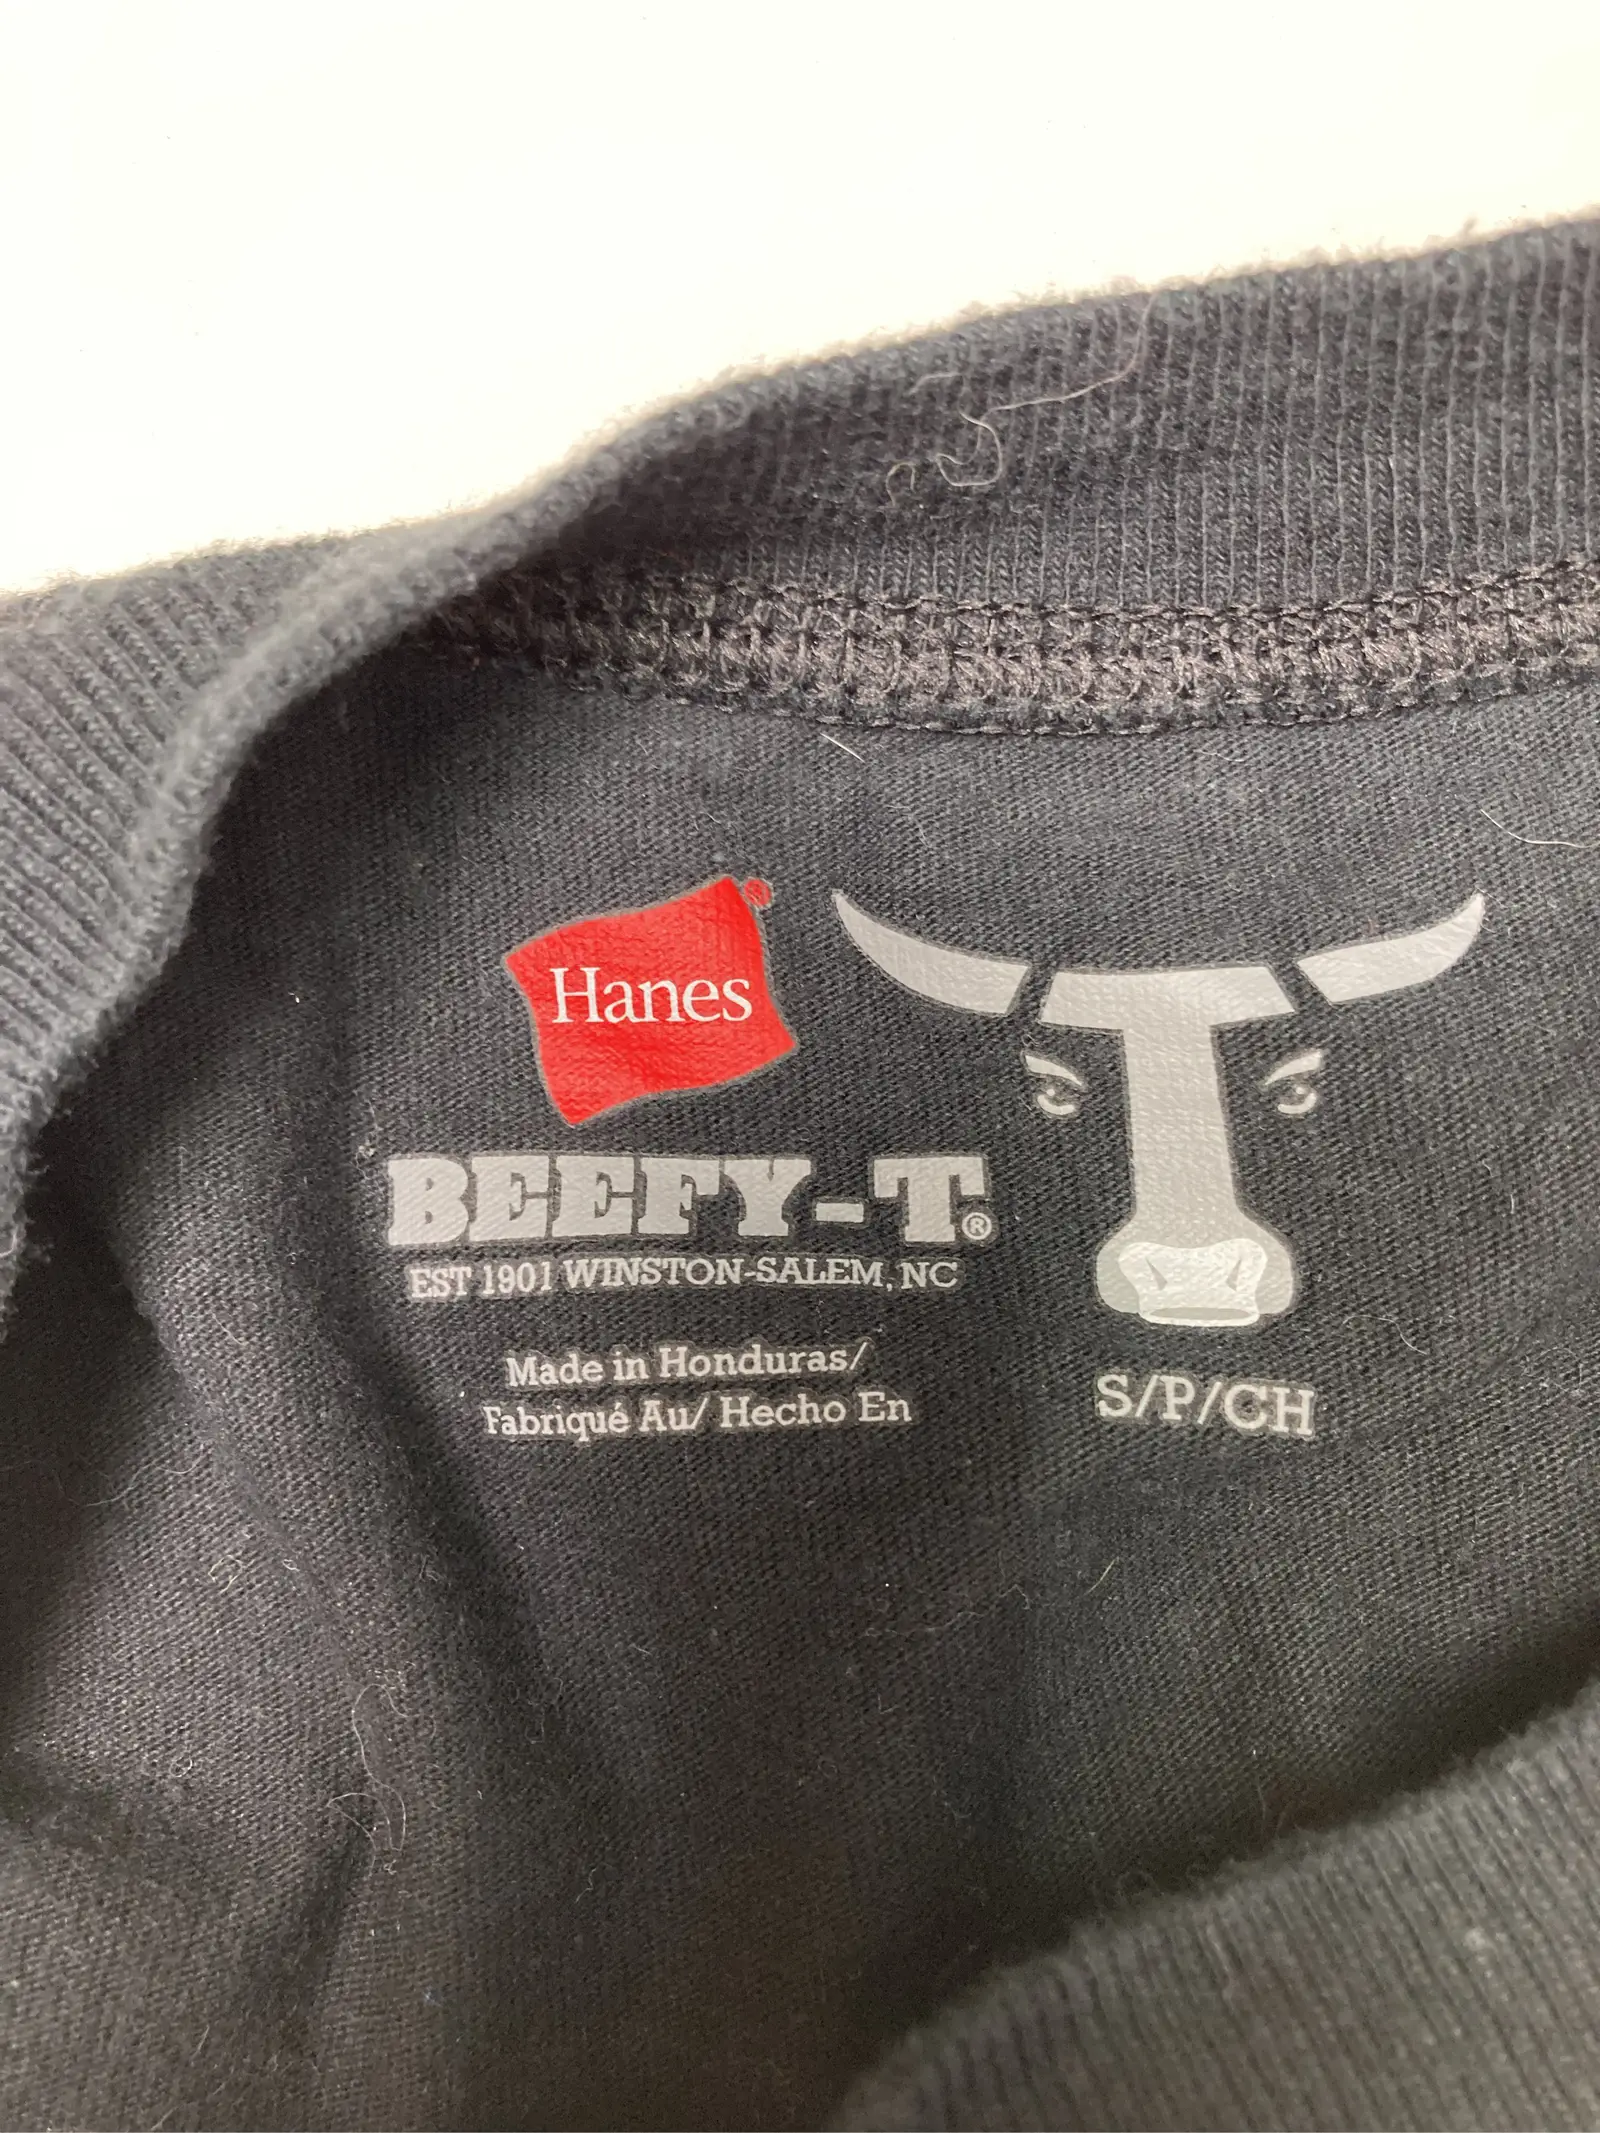 Hanes®
BEEFY-T®
EST 1901 WINSTON-SALEM, NC
Made in Honduras/
Fabriqué Au/ Hecho En
S/P/CH